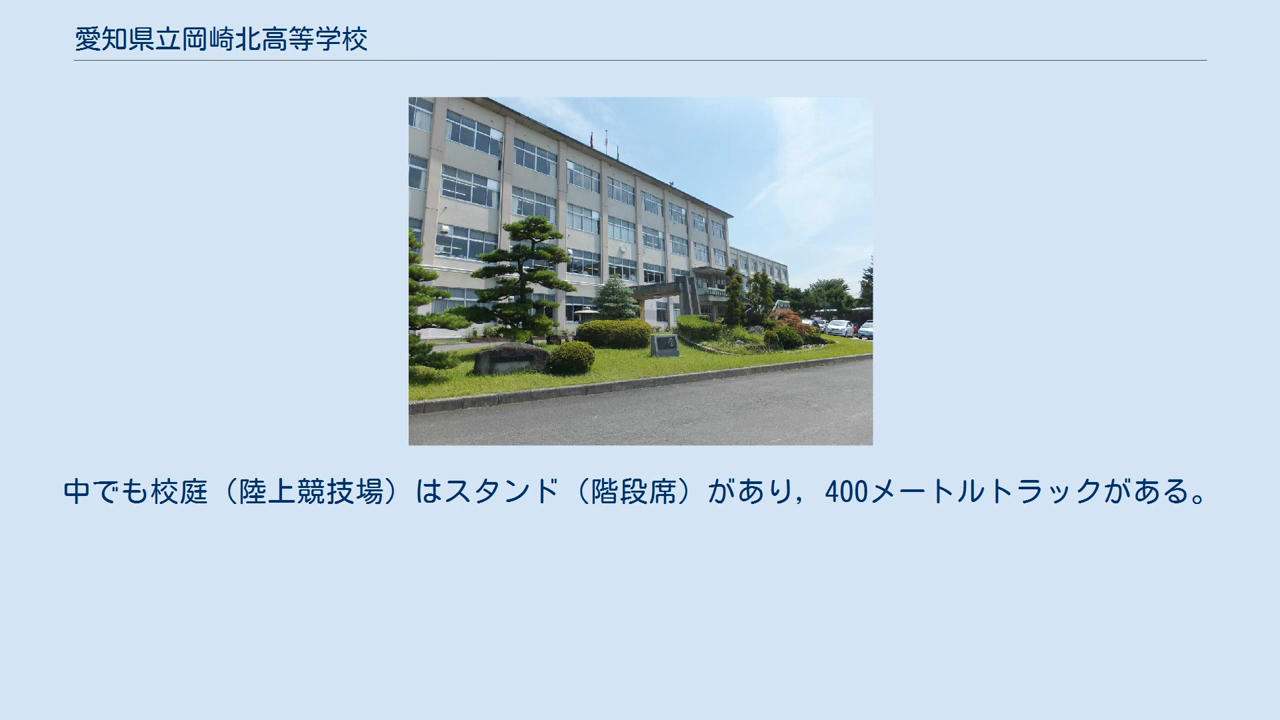 愛知県立岡崎北高等学校
中でも校庭（陸上競技場）はスタンド（階段席）があり，400メートルトラックがある。